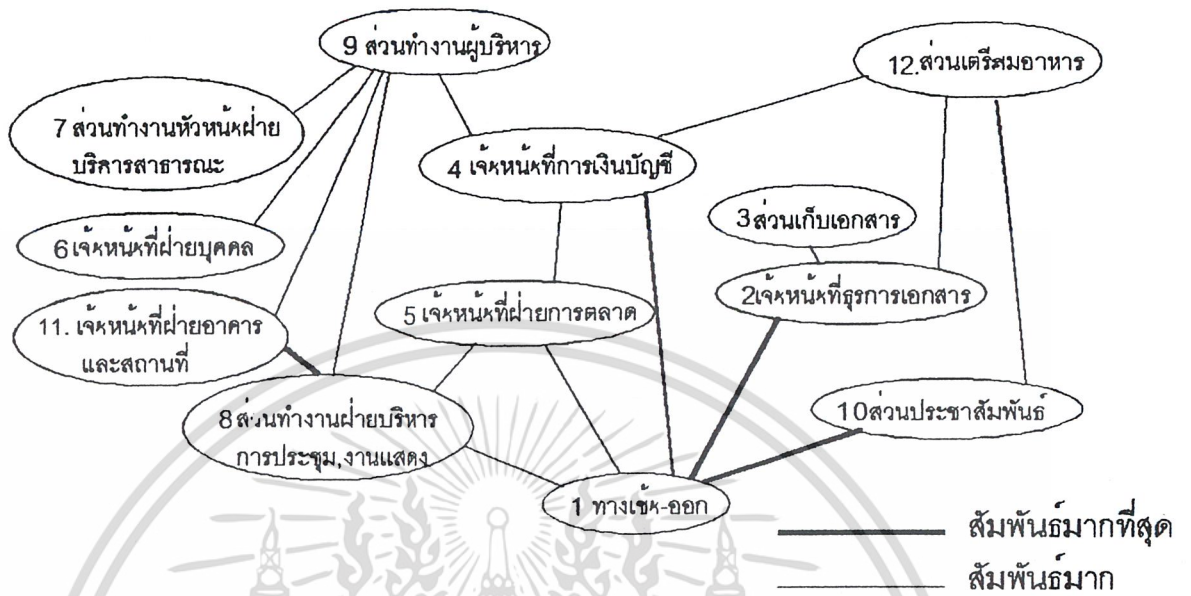 9 ส่วนทำงานผู้บริหาร
12.ส่วนเตรียมอาหาร
7 ส่วนทำงานหัวหน้าฝ่าย
บริการสาธารณะ
4 เจ้าหน้าที่การเงินบัญชี
3 ส่วนเก็บเอกสาร
6 เจ้าหน้าที่ฝ่ายบุคคล
2 เจ้าหน้าที่ธุรการเอกสาร
5 เจ้าหน้าที่ฝ่ายการตลาด
11. เจ้าหน้าที่ฝ่ายอาคาร
และสถานที่
8 ส่วนทำงานฝ่ายบริหาร
การประชุม,งานแสดง
10 ส่วนประชาสัมพันธ์
1 ทางเข้า-ออก
สัมพันธ์มากที่สุด
สัมพันธ์มาก